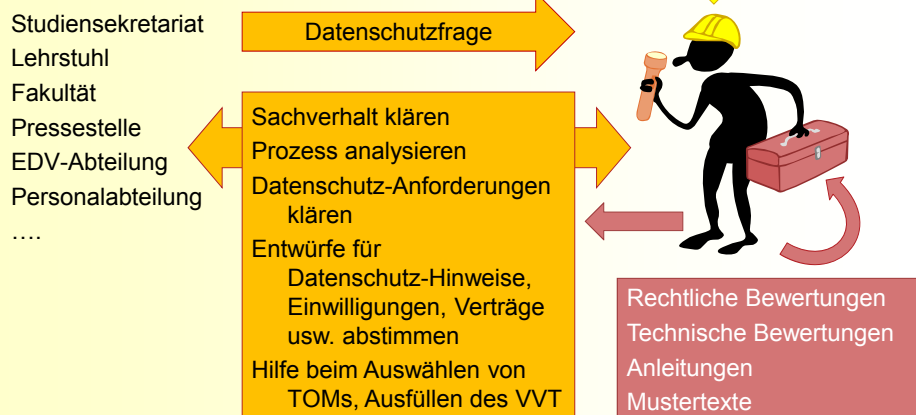 Studiensekretariat
Lehrstuhl
Fakultät
Pressestelle
EDV-Abteilung
Personalabteilung
….
Datenschutzfrage
Sachverhalt klären
Prozess analysieren
Datenschutz-Anforderungen
klären
Entwürfe für
Datenschutz-Hinweise,
Einwilligungen, Verträge
usw. abstimmen
Hilfe beim Auswählen von
TOMs, Ausfüllen des VVT
Rechtliche Bewertungen
Technische Bewertungen
Anleitungen
Mustertexte